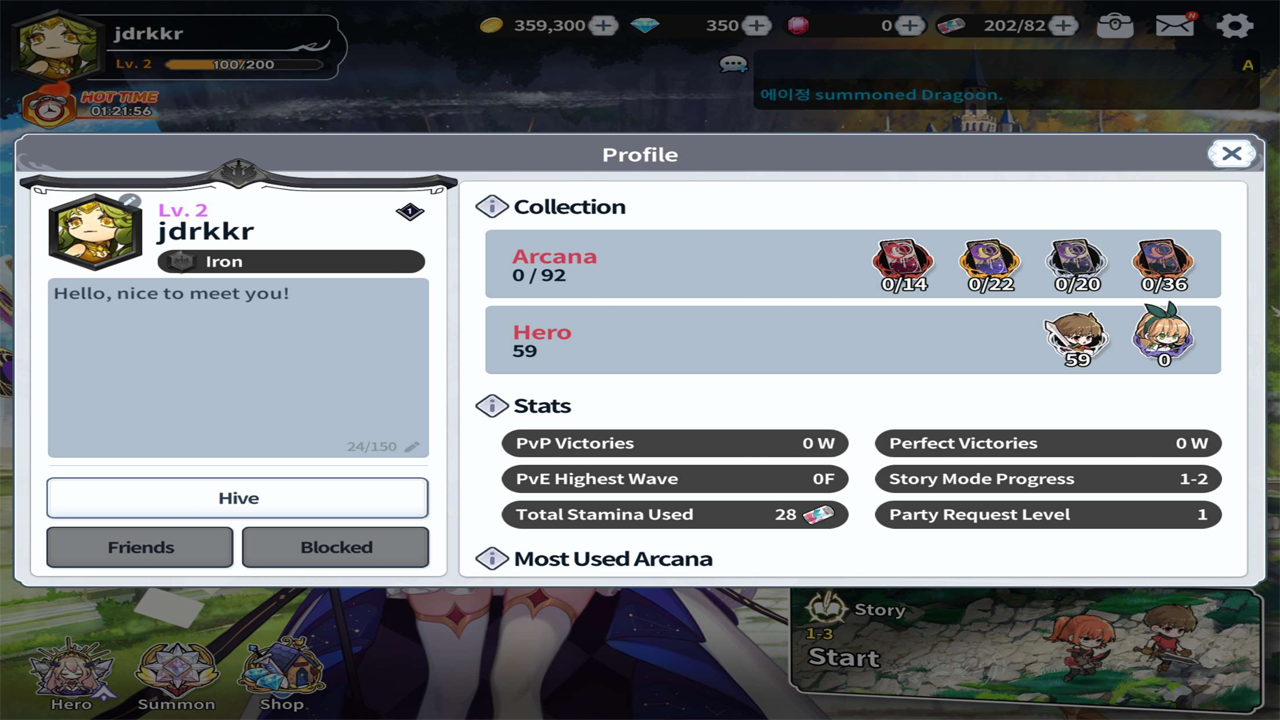 jdrkkr
Lv. 2
100/200
359,300
350
0
202/82
N
HOT TIME
01:21:56
A
에이정 summoned Dragoon.
Profile
Lv. 2
jdrkkr
1
Iron
Hello, nice to meet you!
24/150
Hive
Friends
Blocked
Collection
Arcana
0 / 92
0/14
0/22
0/20
0/36
Hero
59
59
0
Stats
PvP Victories 0 W
Perfect Victories 0 W
PvE Highest Wave 0F
Story Mode Progress 1-2
Total Stamina Used 28
Party Request Level 1
Most Used Arcana
Story
1-3
Start
Hero
Summon
Shop